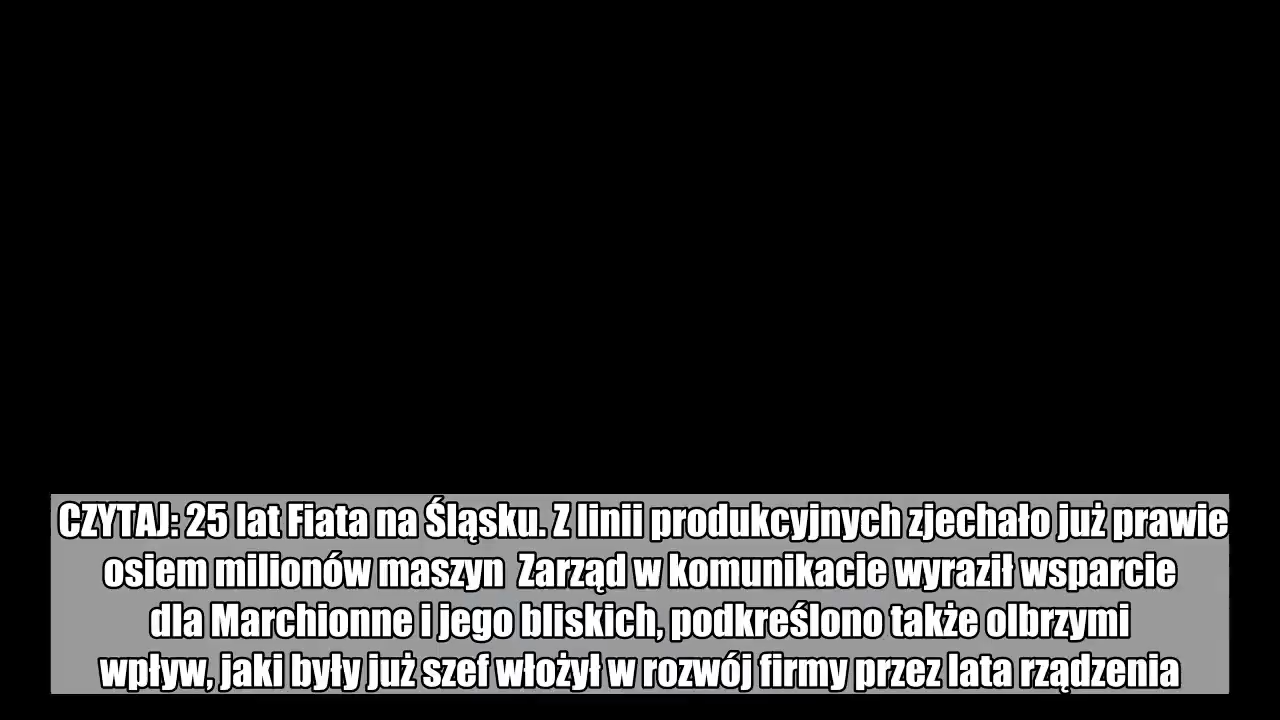 CZYTAJ: 25 lat Fiata na Śląsku. Z linii produkcyjnych zjechało już prawie
osiem milionów maszyn  Zarząd w komunikacie wyraził wsparcie
dla Marchionne i jego bliskich, podkreślono także olbrzymi
wpływ, jaki były już szef włożył w rozwój firmy przez lata rządzenia